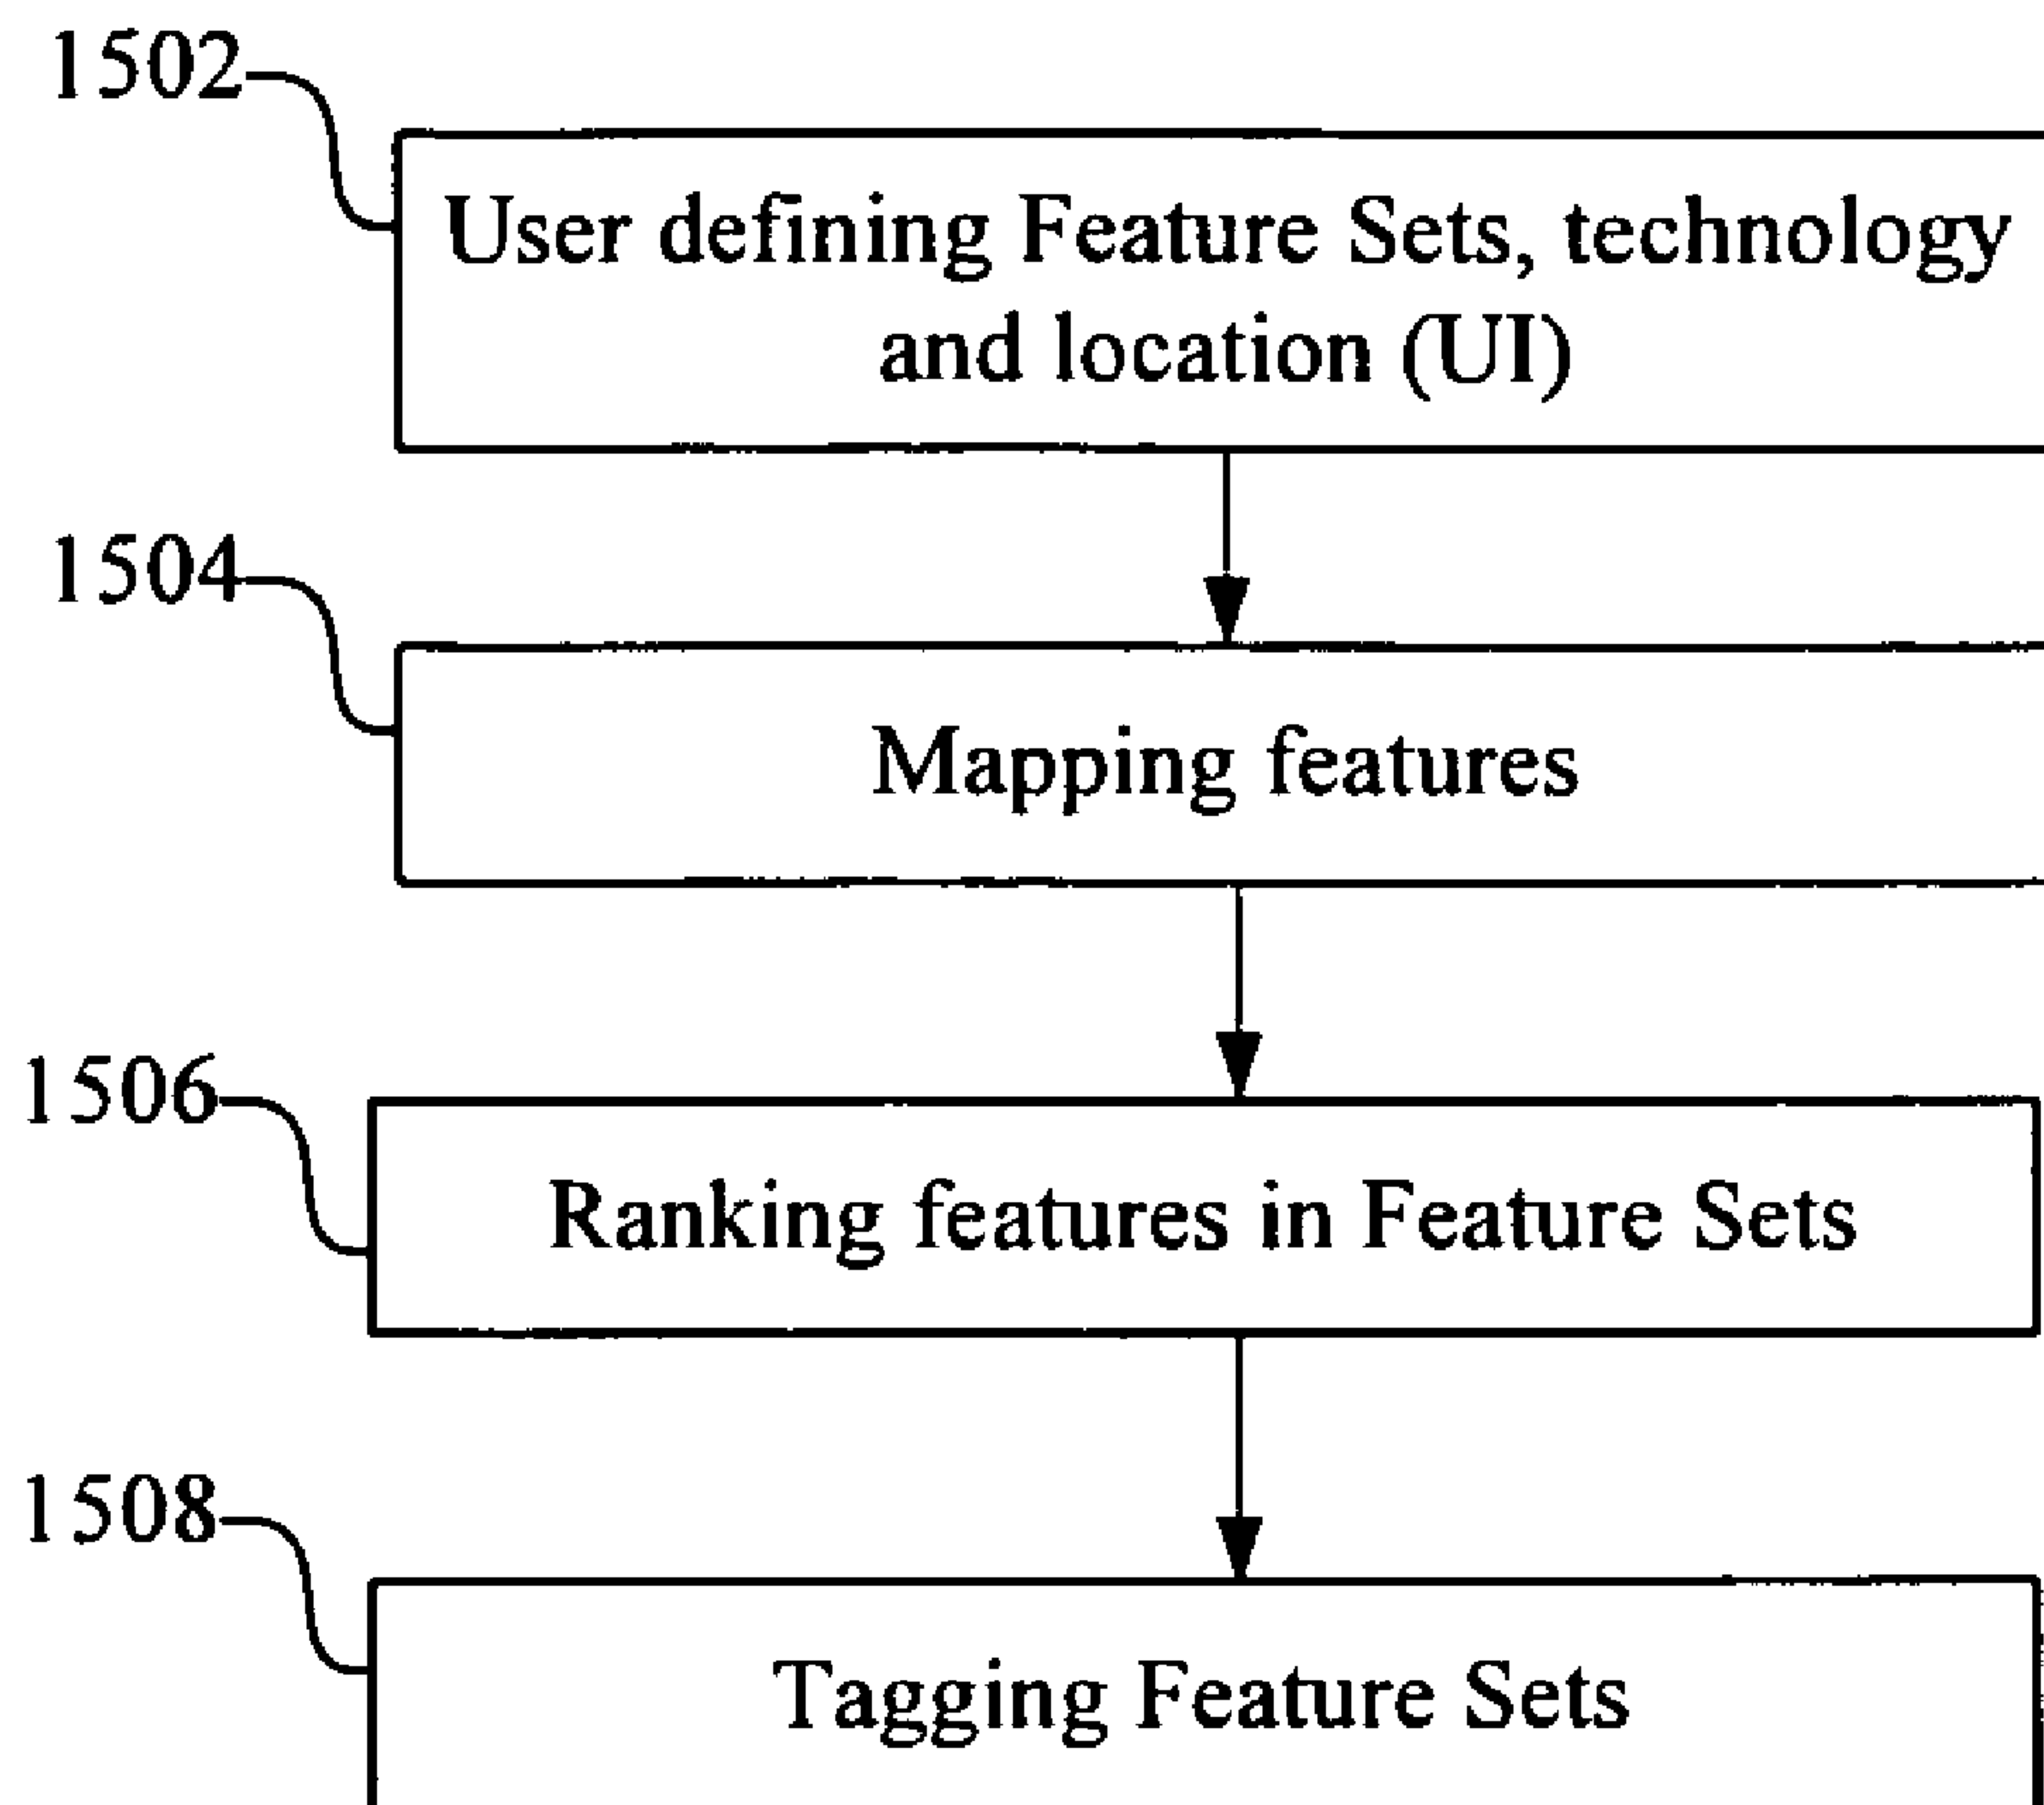 1502
User defining Feature Sets, technology
and location (UI)
1504
Mapping features
1506
Ranking features in Feature Sets
1508
Tagging Feature Sets